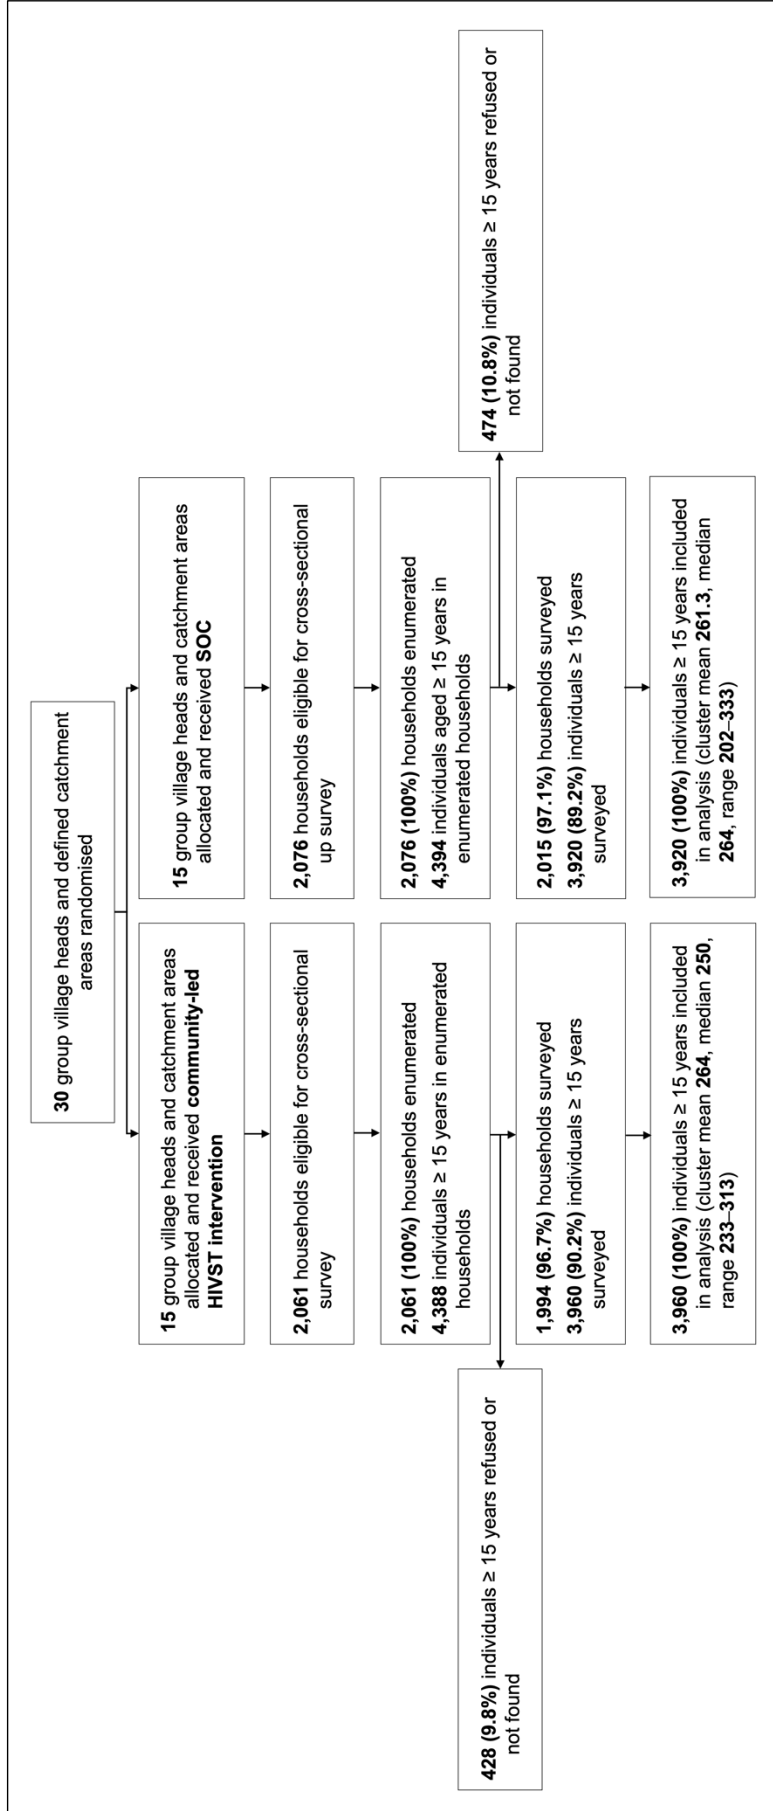 30 group village heads and defined catchment
areas randomised
15 group village heads and catchment areas
allocated and received community-led
HIVST intervention
15 group village heads and catchment areas
allocated and received SOC
2,061 households eligible for cross-sectional
survey
2,076 households eligible for cross-sectional
up survey
2,061 (100%) households enumerated
4,388 individuals ≥ 15 years in enumerated
households
2,076 (100%) households enumerated
4,394 individuals aged ≥ 15 years in
enumerated households
428 (9.8%) individuals ≥ 15 years refused or
not found
474 (10.8%) individuals ≥ 15 years refused or
not found
1,994 (96.7%) households surveyed
3,960 (90.2%) individuals ≥ 15 years
surveyed
2,015 (97.1%) households surveyed
3,920 (89.2%) individuals ≥ 15 years
surveyed
3,960 (100%) individuals ≥ 15 years included
in analysis (cluster mean 264, median 250,
range 233–313)
3,920 (100%) individuals ≥ 15 years included
in analysis (cluster mean 261.3, median
264, range 202–333)